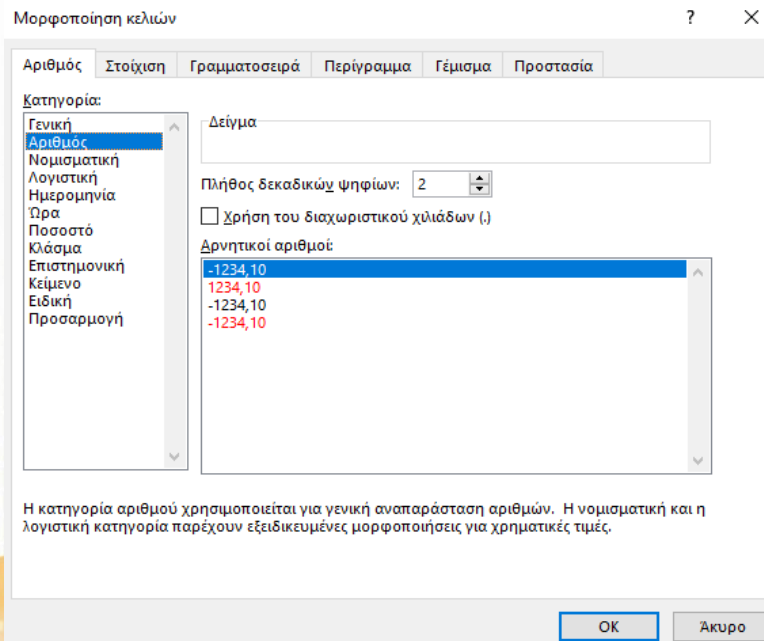 Μορφοποίηση κελιών
Αριθμός Στοίχιση Γραμματοσειρά Περίγραμμα Γέμισμα Προστασία
Κατηγορία:
Γενική
Αριθμός
Νομισματική
Λογιστική
Ημερομηνία
Ώρα
Ποσοστό
Κλάσμα
Επιστημονική
Κείμενο
Ειδική
Προσαρμογή
Δείγμα
Πλήθος δεκαδικών ψηφίων: 2
Χρήση του διαχωριστικού χιλιάδων (.)
Αρνητικοί αριθμοί:
-1234,10
1234,10
-1234,10
-1234,10
Η κατηγορία αριθμού χρησιμοποιείται για γενική αναπαράσταση αριθμών. Η νομισματική και η
λογιστική κατηγορία παρέχουν εξειδικευμένες μορφοποιήσεις για χρηματικές τιμές.
OK Άκυρο